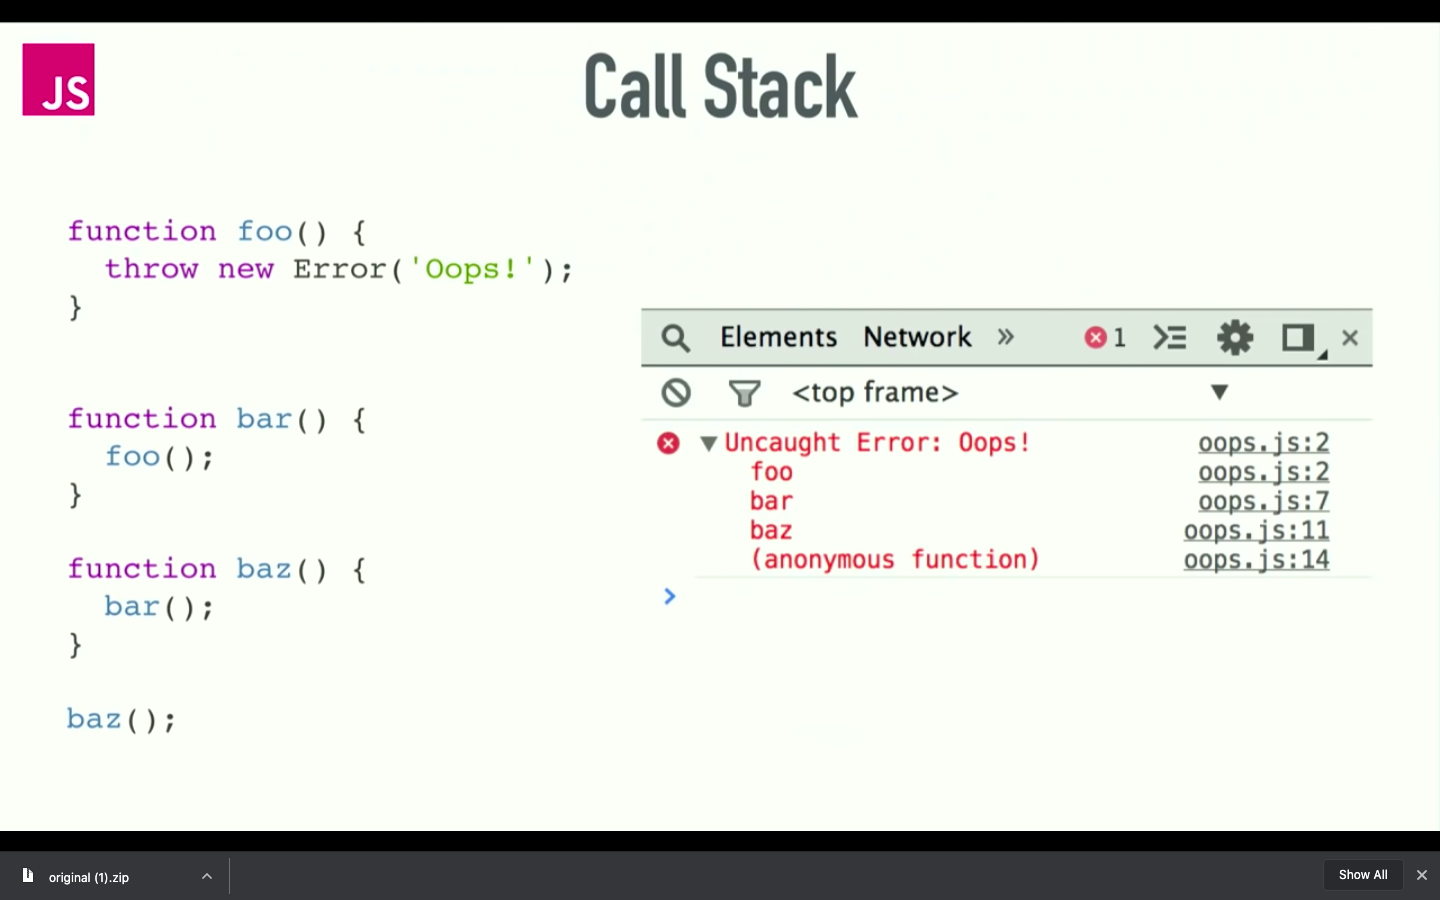 JS
Call Stack
function foo() {
  throw new Error('Oops!');
}
function bar() {
  foo();
}
function baz() {
  bar();
}
baz();
Elements Network » 1
<top frame>
Uncaught Error: Oops! oops.js:2
foo oops.js:2
bar oops.js:7
baz oops.js:11
(anonymous function) oops.js:14
original (1).zip
Show All